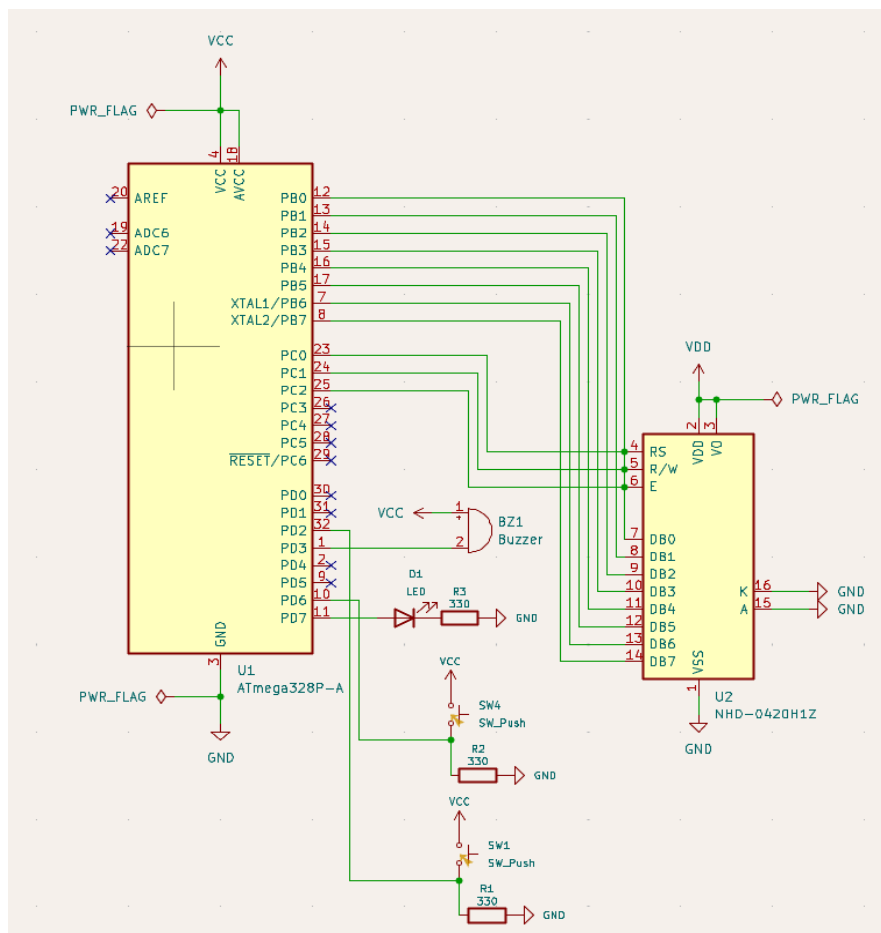 VCC
PWR_FLAG
4
18
VCC
AVCC
20
AREF
19
ADC6
22
ADC7
PB0
12
PB1
13
PB2
14
PB3
15
PB4
16
PB5
17
XTAL1/PB6
7
XTAL2/PB7
8
PC0
23
PC1
24
PC2
25
PC3
26
PC4
27
PC5
28
RESET/PC6
29
PD0
30
PD1
31
PD2
32
PD3
1
PD4
2
PD5
9
PD6
10
PD7
11
GND
3
U1
ATmega328P-A
PWR_FLAG
GND
VCC
1
+
2
BZ1
Buzzer
D1
LED
R3
330
GND
VCC
SW4
SW_Push
R2
330
GND
VCC
SW1
SW_Push
R1
330
GND
VDD
PWR_FLAG
2
3
VDD
VO
4
RS
5
R/W
6
E
7
DB0
8
DB1
9
DB2
10
DB3
11
DB4
12
DB5
13
DB6
14
DB7
K
16
GND
A
15
GND
VSS
1
U2
NHD-0420H1Z
GND